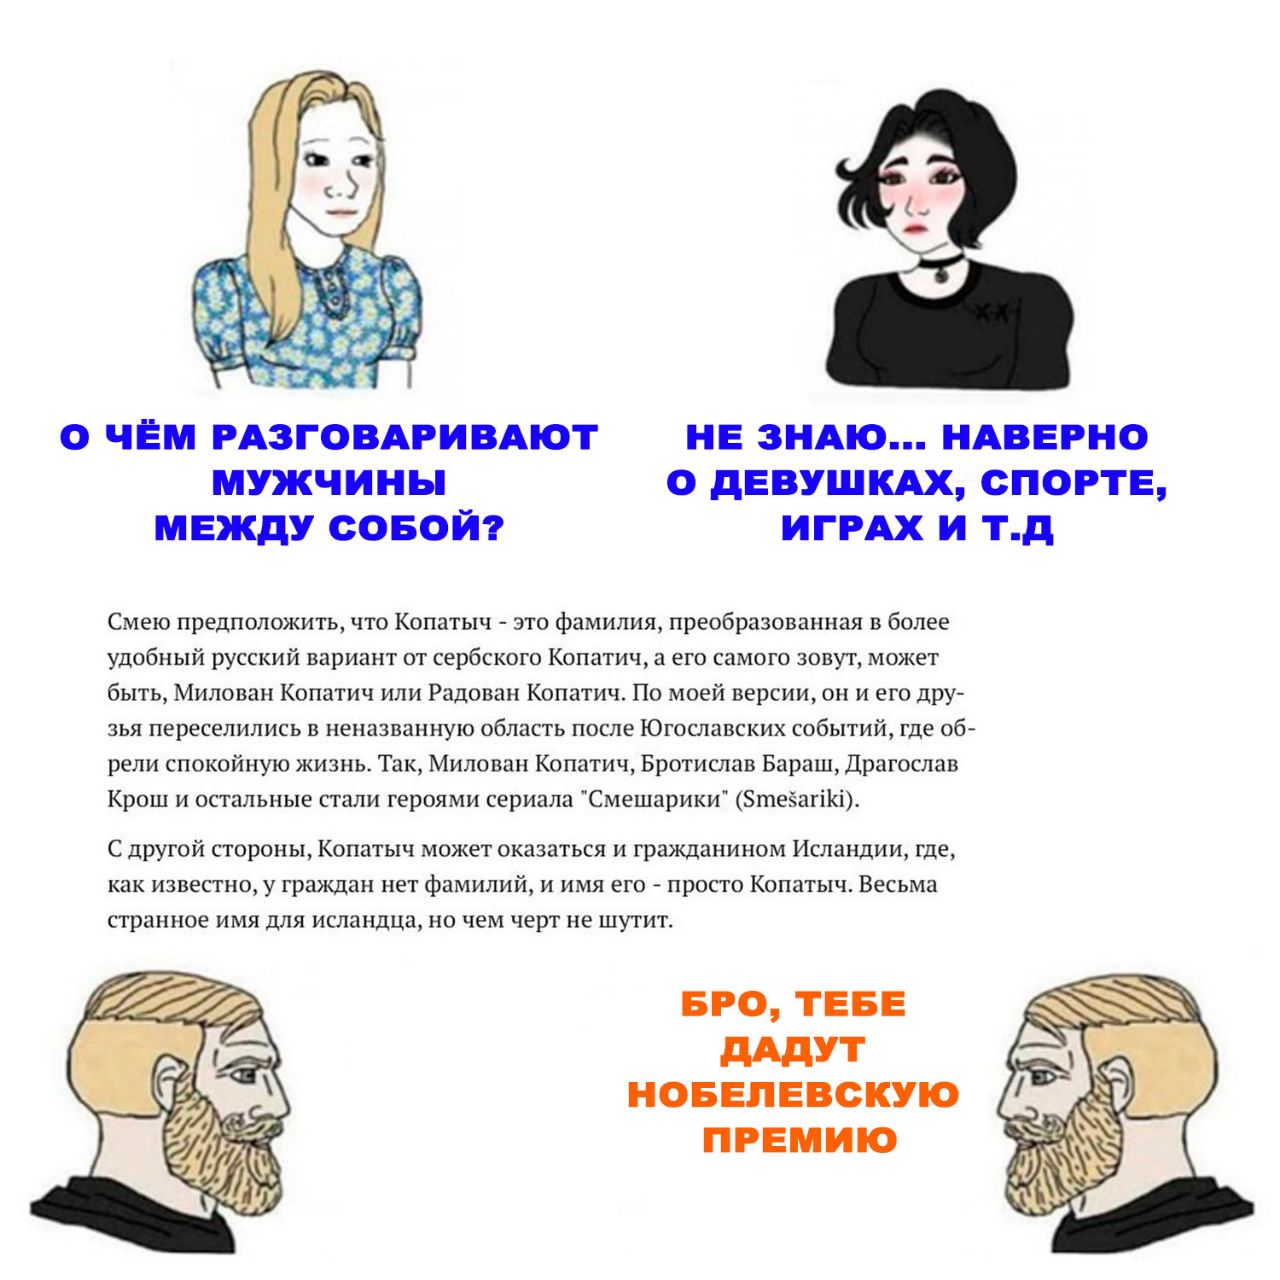 О ЧЁМ РАЗГОВАРИВАЮТ
МУЖЧИНЫ
МЕЖДУ СОБОЙ?
НЕ ЗНАЮ... НАВЕРНО
О ДЕВУШКАХ, СПОРТЕ,
ИГРАХ И Т.Д
Смею предположить, что Копатыч - это фамилия, преобразованная в более
удобный русский вариант от сербского Копатич, а его самого зовут, может
быть, Милован Копатич или Радован Копатич. По моей версии, он и его дру-
зья переселились в неназванную область после Югославских событий, где об-
рели спокойную жизнь. Так, Милован Копатич, Бротислав Бараш, Драгослав
Крош и остальные стали героями сериала "Смешарики" (Smešariki).
С другой стороны, Копатыч может оказаться и гражданином Исландии, где,
как известно, у граждан нет фамилий, и имя его - просто Копатыч. Весьма
странное имя для исландца, но чем черт не шутит.
БРО, ТЕБЕ
ДАДУТ
НОБЕЛЕВСКУЮ
ПРЕМИЮ